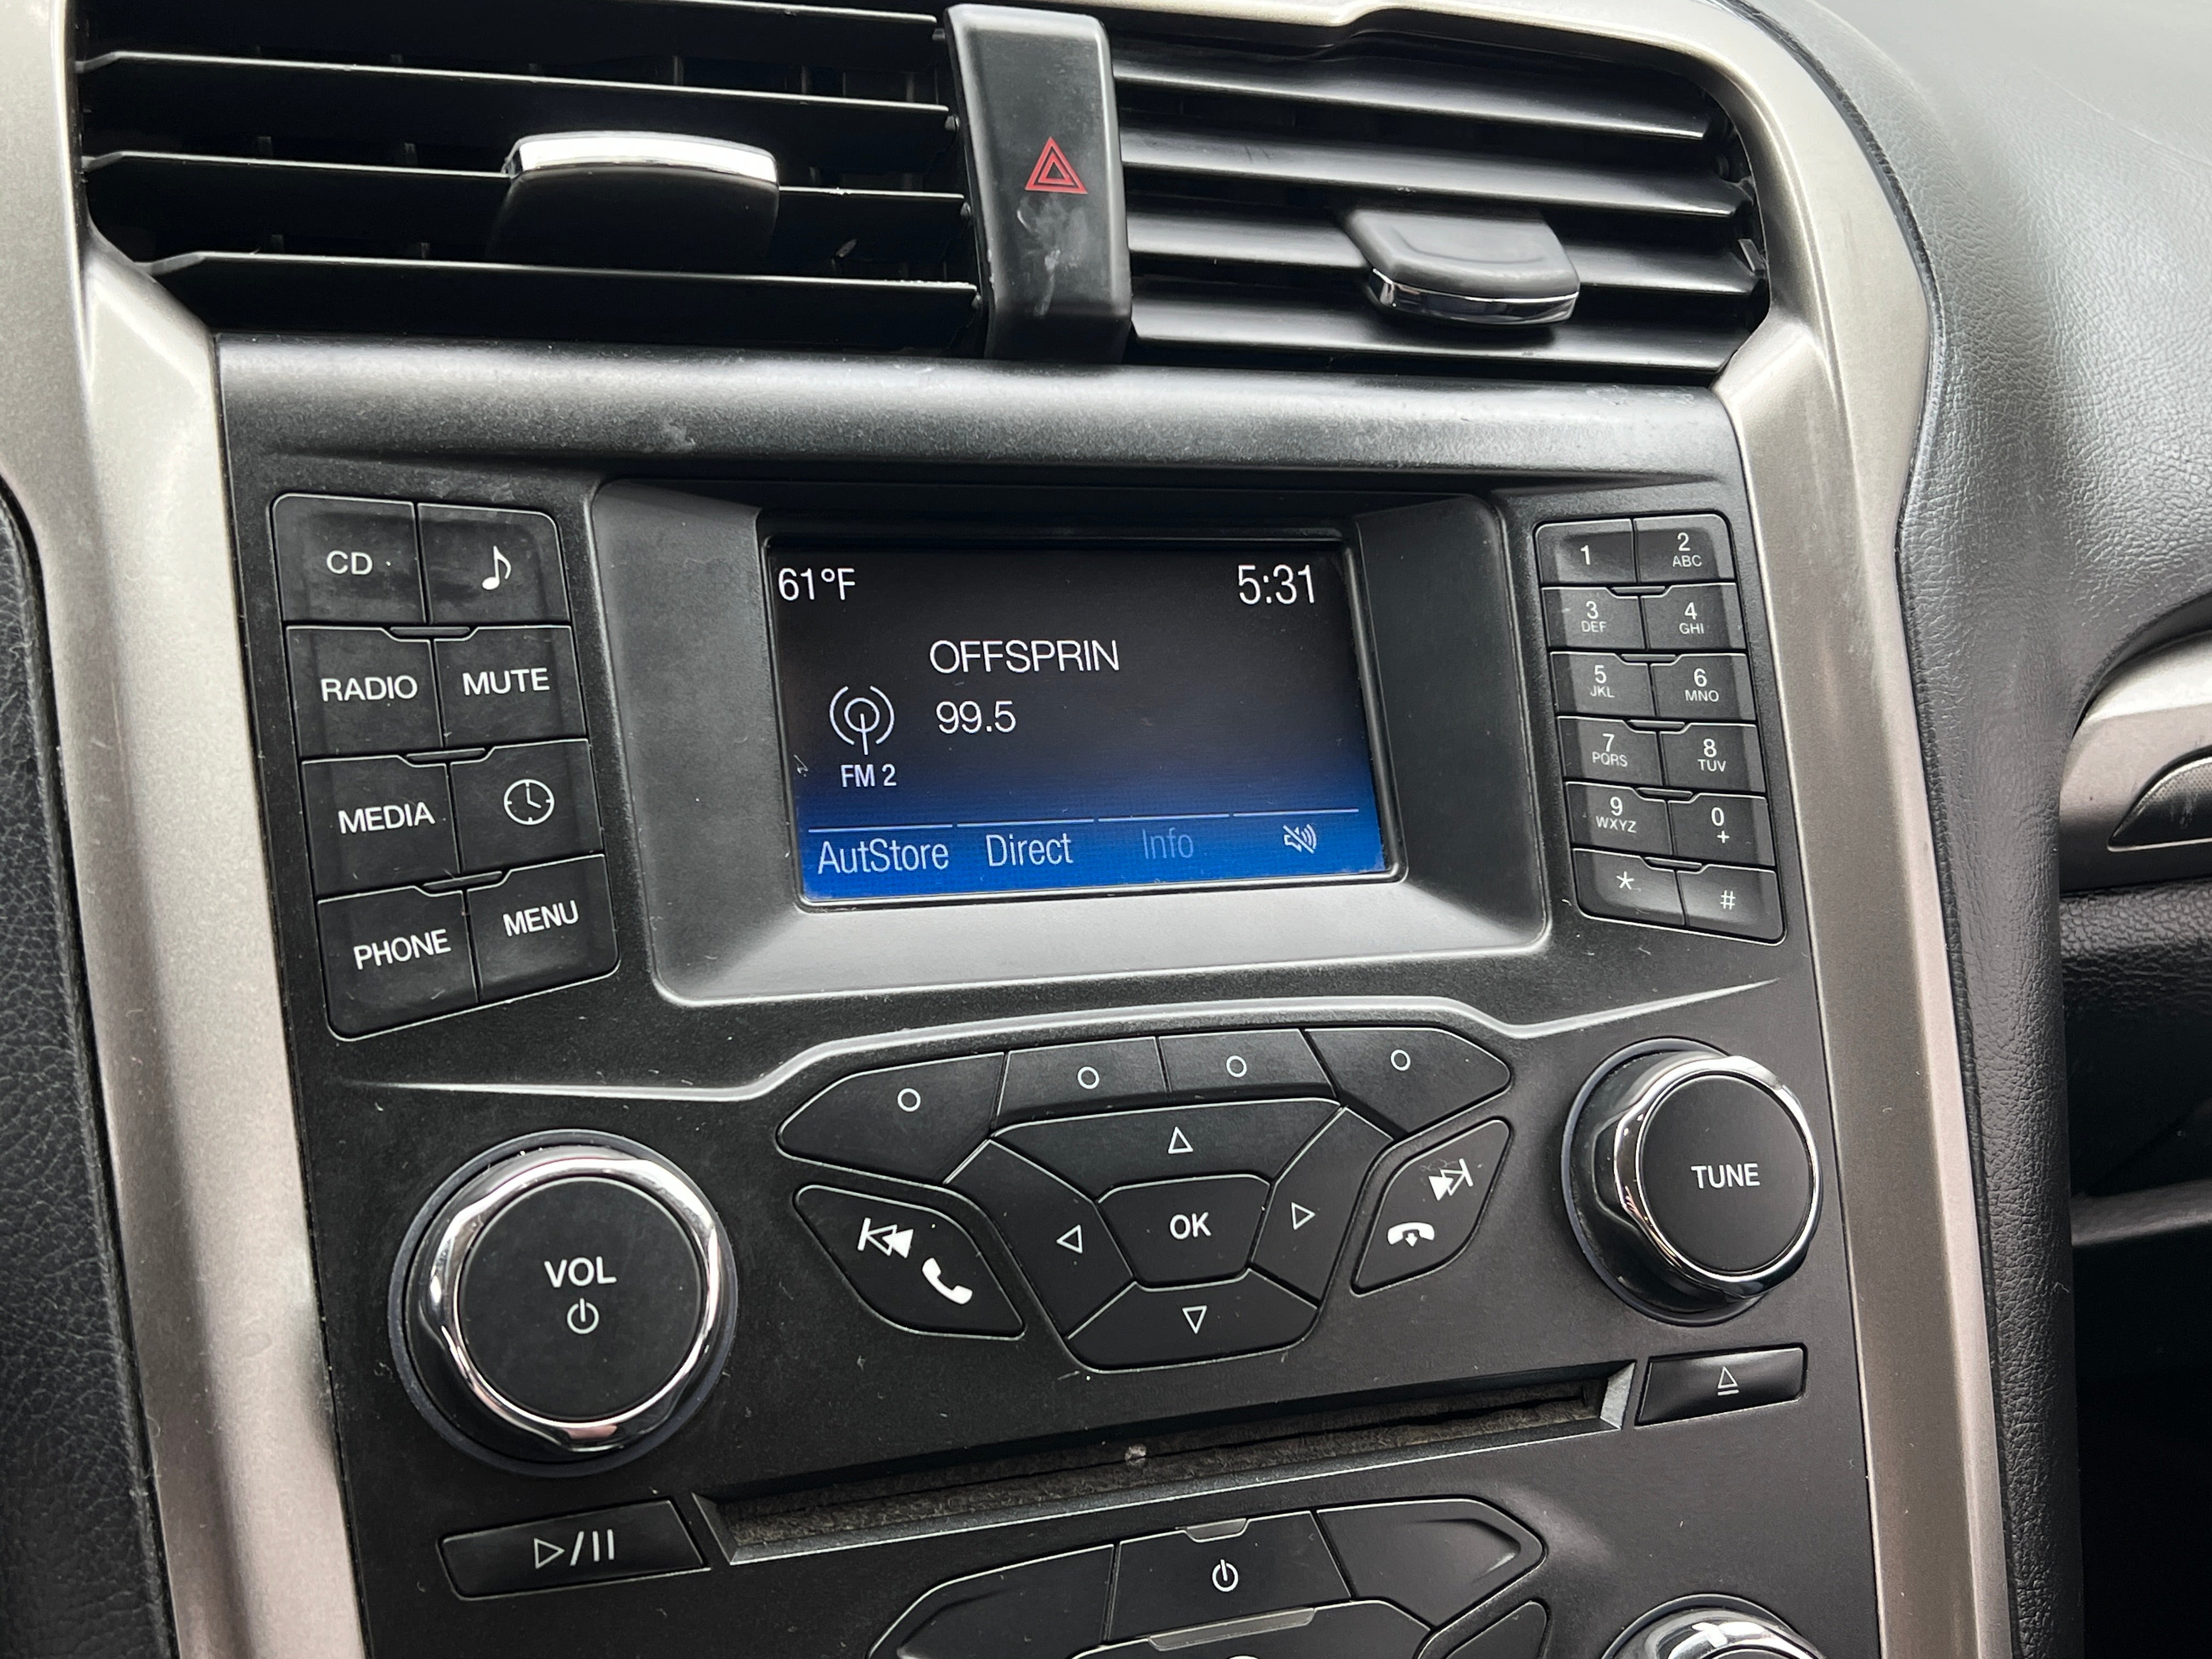 61°F 5:31
OFFSPRIN
99.5
FM 2
AutStore Direct Info
CD
RADIO MUTE
MEDIA
PHONE MENU
1 2 ABC
3 DEF 4 GHI
5 JKL 6 MNO
7 PQRS 8 TUV
9 WXYZ 0 +
* #
VOL
OK
TUNE